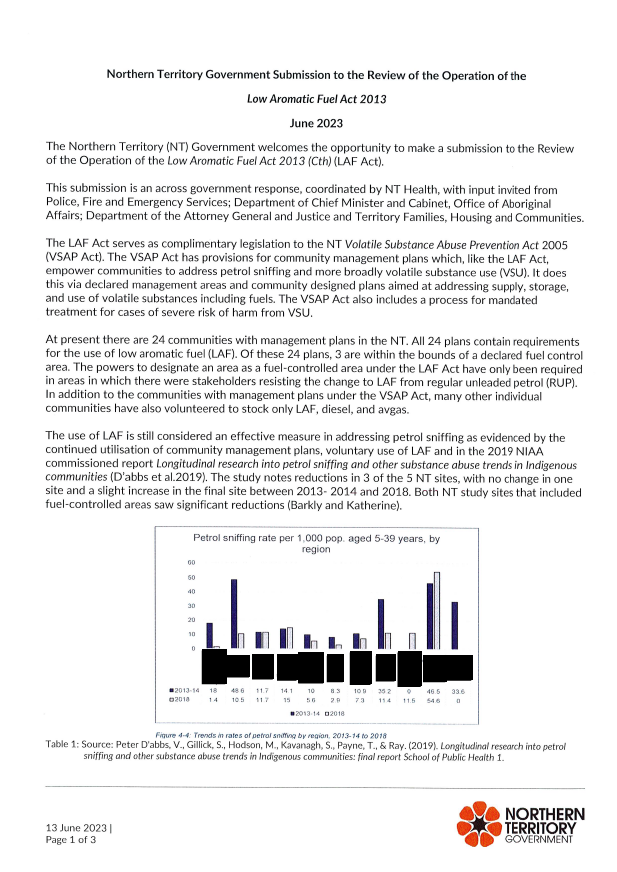 Northern Territory Government Submission to the Review of the Operation of the
Low Aromatic Fuel Act 2013
June 2023
The Northern Territory (NT) Government welcomes the opportunity to make a submission to the Review
of the Operation of the Low Aromatic Fuel Act 2013 (Cth) (LAF Act).
This submission is an across government response, coordinated by NT Health, with input invited from
Police, Fire and Emergency Services; Department of Chief Minister and Cabinet, Office of Aboriginal
Affairs; Department of the Attorney General and Justice and Territory Families, Housing and Communities.
The LAF Act serves as complimentary legislation to the NT Volatile Substance Abuse Prevention Act 2005
(VSAP Act). The VSAP Act has provisions for community management plans which, like the LAF Act,
empower communities to address petrol sniffing and more broadly volatile substance use (VSU). It does
this via declared management areas and community designed plans aimed at addressing supply, storage,
and use of volatile substances including fuels. The VSAP Act also includes a process for mandated
treatment for cases of severe risk of harm from VSU.
At present there are 24 communities with management plans in the NT. All 24 plans contain requirements
for the use of low aromatic fuel (LAF). Of these 24 plans, 3 are within the bounds of a declared fuel control
area. The powers to designate an area as a fuel-controlled area under the LAF Act have only been required
in areas in which there were stakeholders resisting the change to LAF from regular unleaded petrol (RUP).
In addition to the communities with management plans under the VSAP Act, many other individual
communities have also volunteered to stock only LAF, diesel, and avgas.
The use of LAF is still considered an effective measure in addressing petrol sniffing as evidenced by the
continued utilisation of community management plans, voluntary use of LAF and in the 2019 NIAA
commissioned report Longitudinal research into petrol sniffing and other substance abuse trends in Indigenous
communities (D'abbs et al.2019). The study notes reductions in 3 of the 5 NT sites, with no change in one
site and a slight increase in the final site between 2013- 2014 and 2018. Both NT study sites that included
fuel-controlled areas saw significant reductions (Barkly and Katherine).
Petrol sniffing rate per 1,000 pop. aged 5-39 years, by
region
60
50
40
30
20
10
0
2013-14 18 48.6 11.7 14.1 10 8.3 10.9 35.2 0 46.5 33.6
2018 1.4 10.5 11.7 15 5.6 2.9 7.3 11.4 11.5 54.6 0
2013-14 2018
Figure 4-4: Trends in rates of petrol sniffing by region, 2013-14 to 2018
Table 1: Source: Peter D'abbs, V., Gillick, S., Hodson, M., Kavanagh, S., Payne, T., & Ray. (2019). Longitudinal research into petrol
sniffing and other substance abuse trends in Indigenous communities: final report School of Public Health 1.
13 June 2023 |
Page 1 of 3
NORTHERN
TERRITORY
GOVERNMENT